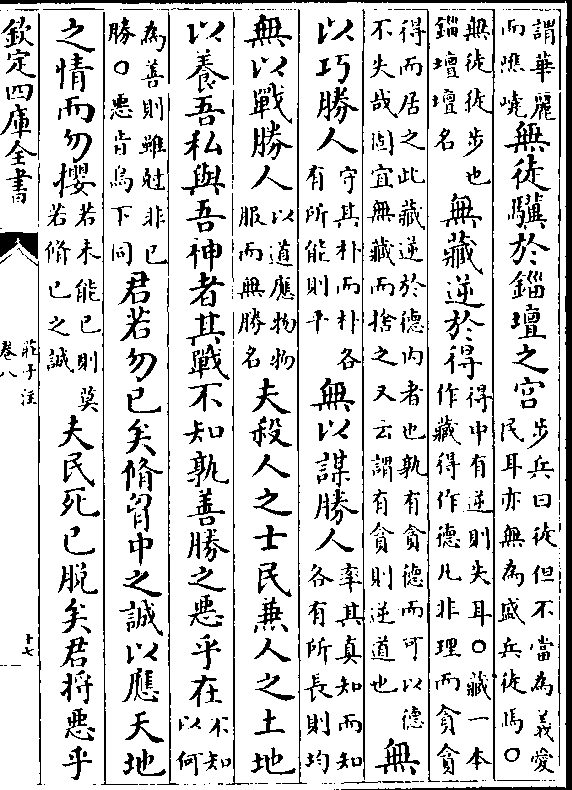 謂華麗
而嶕嶢
無徒驥於錙壇之宮
步兵曰徒但不當為義愛
民耳亦無為盛兵徒馬○
無徒徒步也
錙壇壇名
無藏逆於得
得中有逆則失耳○藏一本
作藏得作德凡非理而貪貪
得而居之此藏逆於德內者也孰有貪德而可以德
不失哉固宜無藏而捨之又云謂有貪則逆道也
無
以巧勝人
守其朴而朴各
有所能則平
無以謀勝人
率其真知而知
各有所長則均
無以戰勝人
以道應物物
服而無勝名
夫殺人之士民兼人之土地
以養吾私與吾神者其戰不知孰善勝之惡乎在
不知
以何
為善則雖尅非已
勝○惡音烏下同
君若勿已矣脩胷中之誠以應天地
之情而勿攖
若未能已則莫
若脩已之誠
夫民死已脫矣君將惡乎
欽定四庫全書
莊子注
卷八
十七